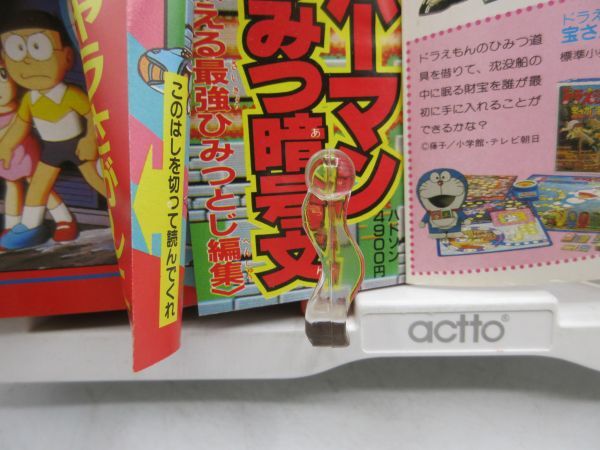 ドラえ
宝さ
標準小
ドラえもんのひみつ道
具を借りて、沈没船の
中に眠る財宝を誰が最
初に手に入れることが
できるかな？
©藤子／小学館・テレビ朝日
ハドソン
4900円
ーマン
みつ暗号文
える最強ひみつとじ編集
このはしを切って読んでくれ
actto®